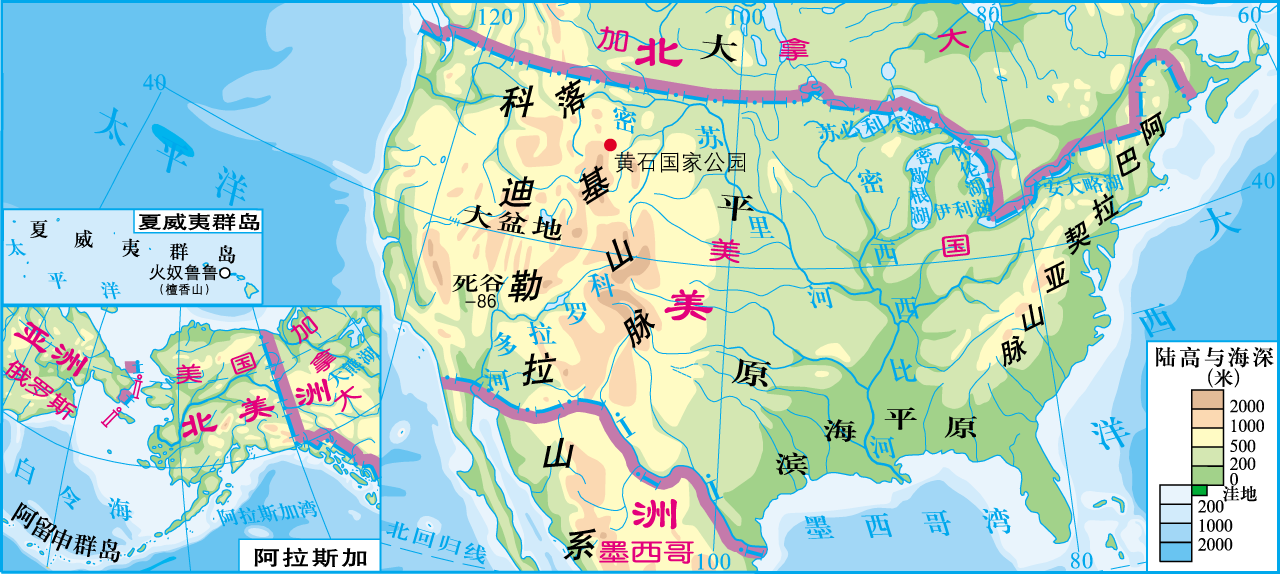 120
100
80
60
40
40
80
100
加拿大
北美洲
大平原
科迪勒拉山系
落基山脉
密苏里河
苏必利尔湖
密歇根湖
休伦湖
伊利湖
安大略湖
黄石国家公园
阿巴拉契亚山脉
大盆地
死谷
-86
美国
科罗拉多河
密西西比河
海滨平原
太平洋
大西洋
墨西哥湾
墨西哥
北回归线
夏威夷群岛
夏威夷群岛
太平洋
火奴鲁鲁
(檀香山)
亚洲
俄罗斯
美国
加拿大
大熊湖
北美洲
白令海
阿留申群岛
阿拉斯加湾
阿拉斯加
陆高与海深
(米)
2000
1000
500
200
0
洼地
200
1000
2000